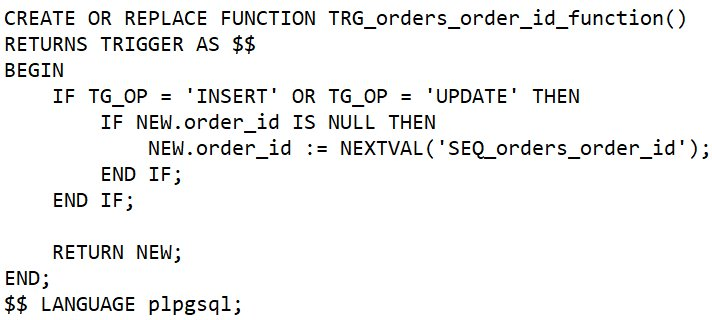 CREATE OR REPLACE FUNCTION TRG_orders_order_id_function()
RETURNS TRIGGER AS $$
BEGIN
    IF TG_OP = 'INSERT' OR TG_OP = 'UPDATE' THEN
        IF NEW.order_id IS NULL THEN
            NEW.order_id := NEXTVAL('SEQ_orders_order_id');
        END IF;
    END IF;

    RETURN NEW;
END;
$$ LANGUAGE plpgsql;